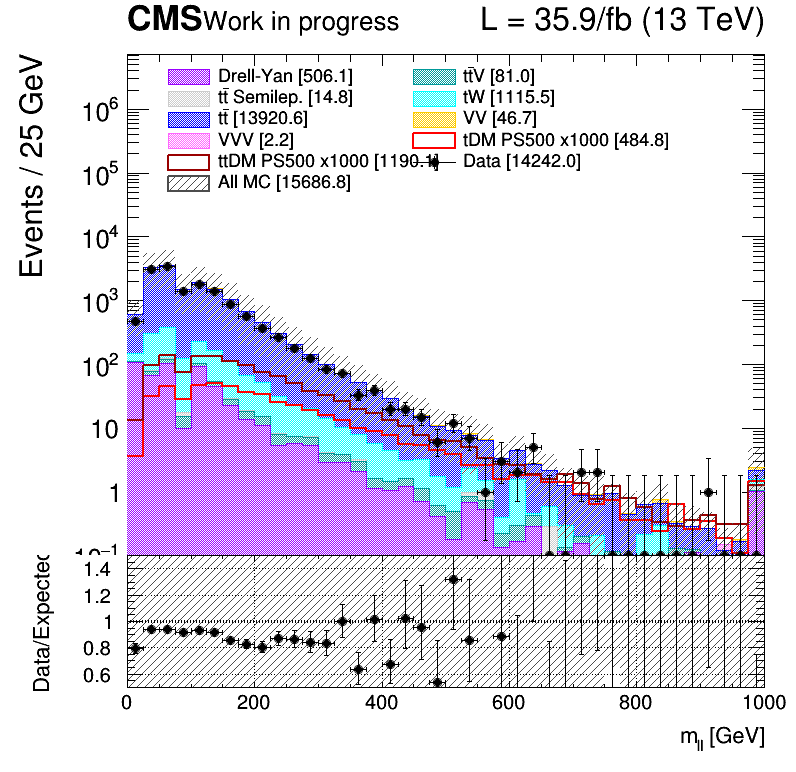 CMS Work in progress L = 35.9/fb (13 TeV)
Drell-Yan [506.1] tt̄V [81.0]
tt̄ Semilep. [14.8] tW [1115.5]
tt̄ [13920.6] VV [46.7]
VVV [2.2] tDM PS500 x1000 [484.8]
ttDM PS500 x1000 [1190.1] Data [14242.0]
All MC [15686.8]
Events / 25 GeV
10⁶
10⁵
10⁴
10³
10²
10
1
10⁻¹
Data/Expected
1.4
1.2
1
0.8
0.6
0 200 400 600 800 1000
m_ll [GeV]